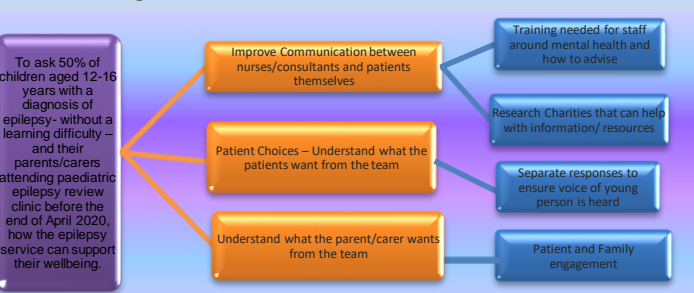 To ask 50% of
children aged 12-16
years with a
diagnosis of
epilepsy- without a
learning difficulty –
and their
parents/carers
attending paediatric
epilepsy review
clinic before the
end of April 2020,
how the epilepsy
service can support
their wellbeing.
Improve Communication between
nurses/consultants and patients
themselves
Patient Choices – Understand what the
patients want from the team
Understand what the parent/carer wants
from the team
Training needed for staff
around mental health and
how to advise
Research Charities that can help
with information/ resources
Separate responses to
ensure voice of young
person is heard
Patient and Family
engagement